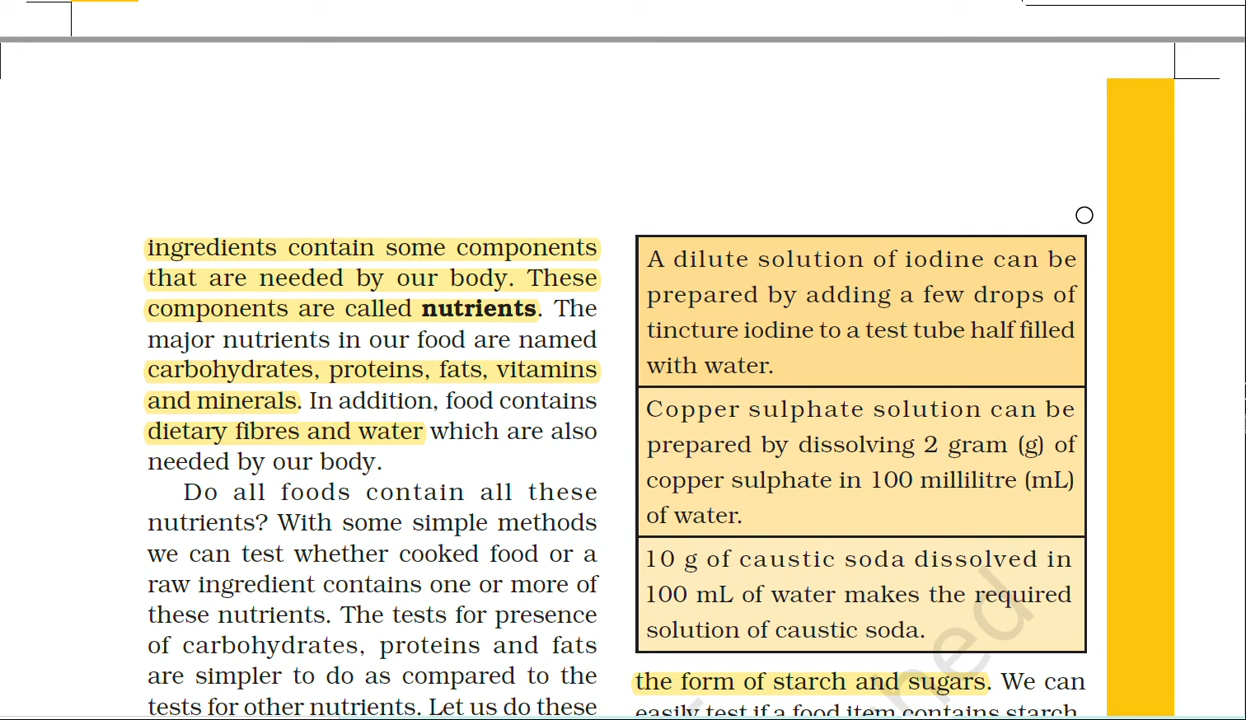 ingredients contain some components
that are needed by our body. These
components are called nutrients. The
major nutrients in our food are named
carbohydrates, proteins, fats, vitamins
and minerals. In addition, food contains
dietary fibres and water which are also
needed by our body.
Do all foods contain all these
nutrients? With some simple methods
we can test whether cooked food or a
raw ingredient contains one or more of
these nutrients. The tests for presence
of carbohydrates, proteins and fats
are simpler to do as compared to the
tests for other nutrients. Let us do these
A dilute solution of iodine can be
prepared by adding a few drops of
tincture iodine to a test tube half filled
with water.
Copper sulphate solution can be
prepared by dissolving 2 gram (g) of
copper sulphate in 100 millilitre (mL)
of water.
10 g of caustic soda dissolved in
100 mL of water makes the required
solution of caustic soda.
the form of starch and sugars. We can
easily test if a food item contains starch